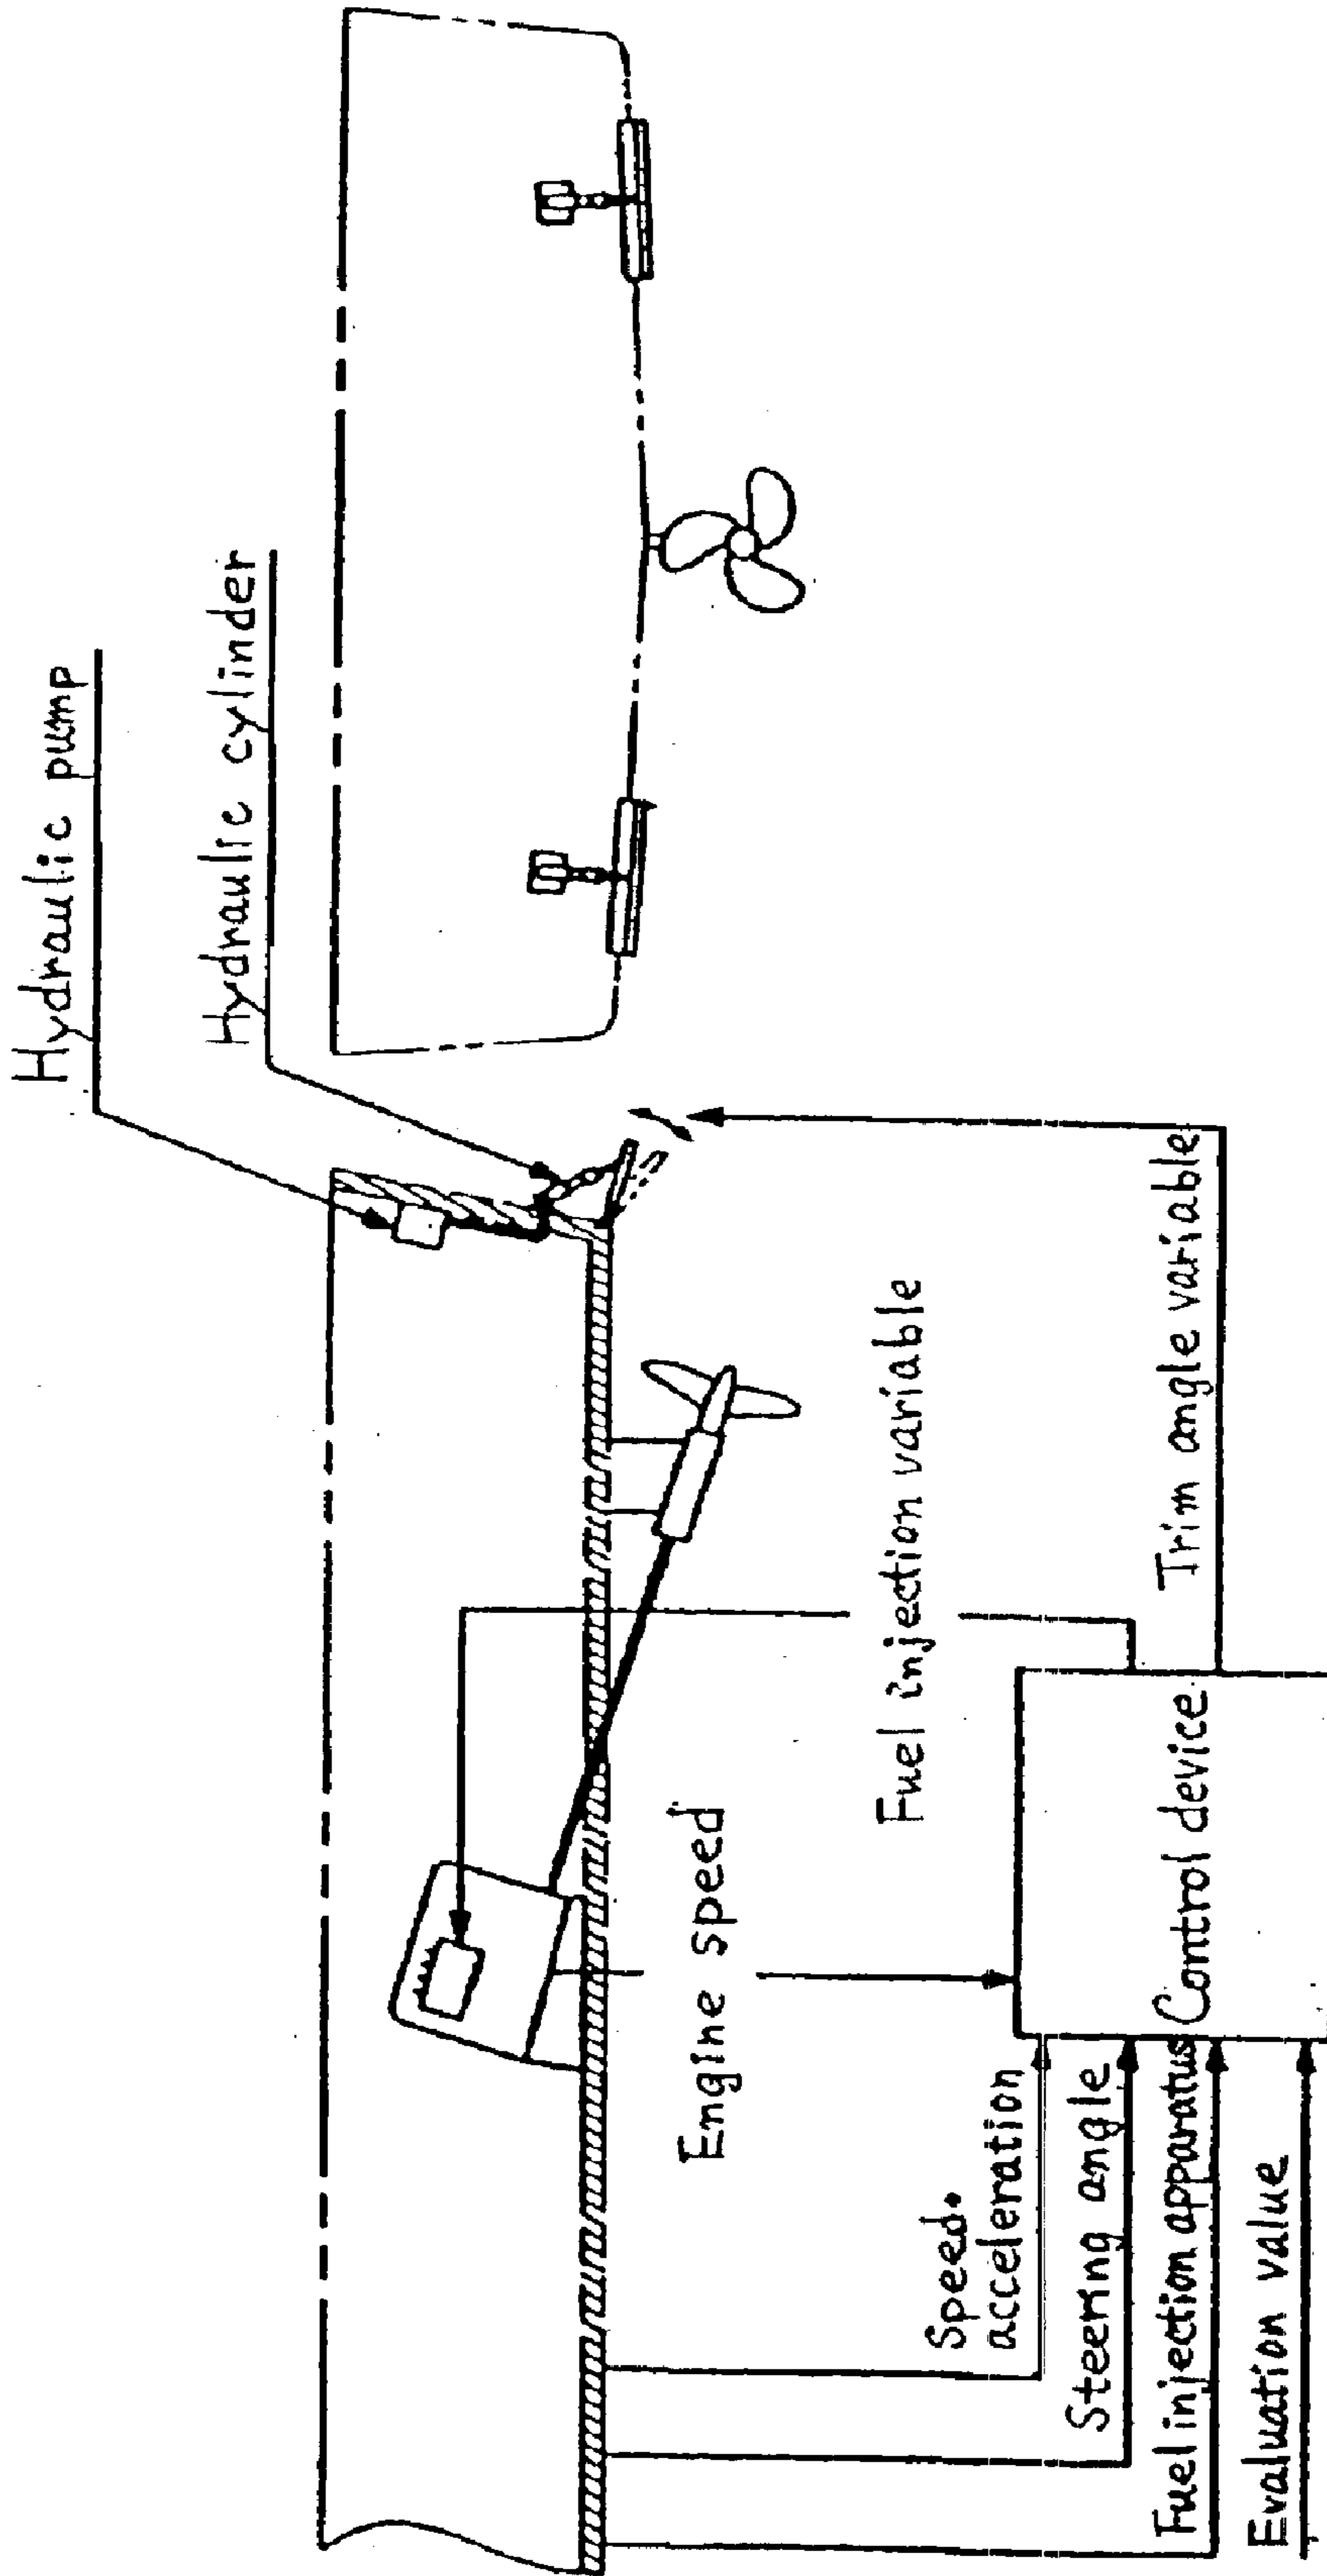 Hydraulic pump
Hydraulic cylinder
Engine speed
Fuel injection variable
Trim angle variable
Speed·
acceleration
Steering angle
Fuel injection apparatus
Evaluation value
Control device